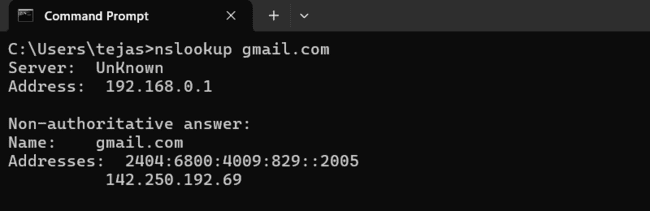 Command Prompt
C:\Users\tejas>nslookup gmail.com
Server:  UnKnown
Address:  192.168.0.1
Non-authoritative answer:
Name:    gmail.com
Addresses:  2404:6800:4009:829::2005
          142.250.192.69